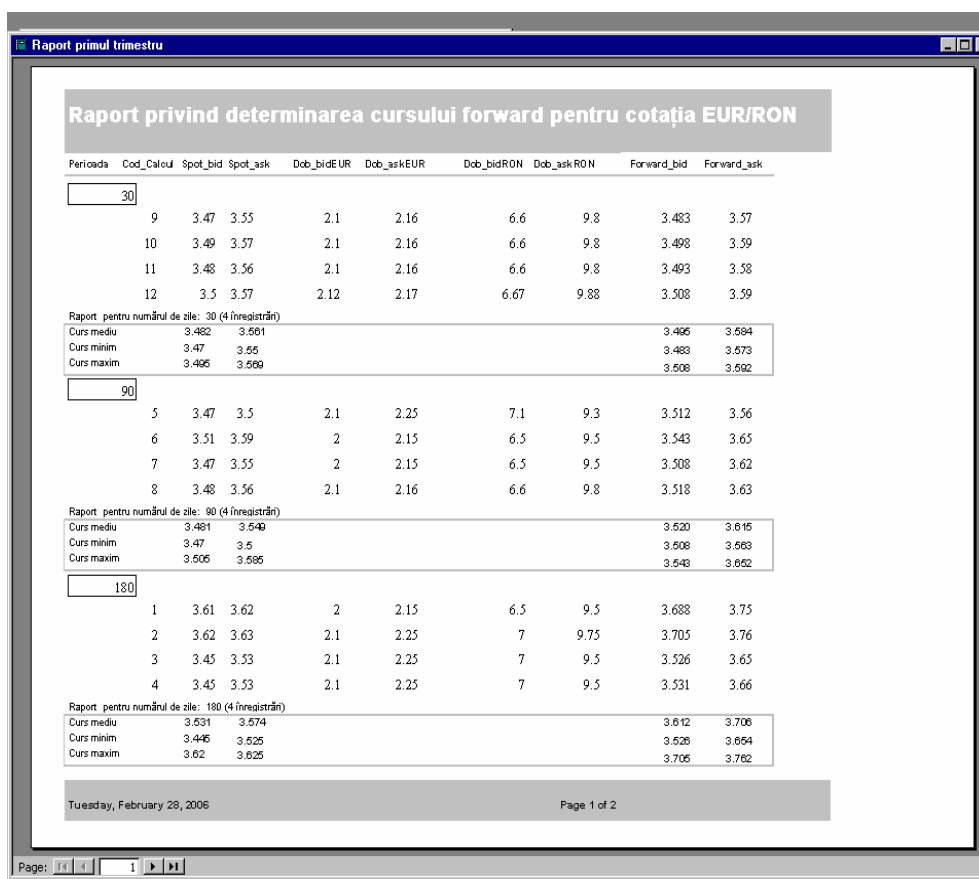 Raport primul trimestru
Raport privind determinarea cursului forward pentru cotația EUR/RON
Perioada Cod_Calcul Spot_bid Spot_ask Dob_bidEUR Dob_askEUR Dob_bidRON Dob_askRON Forward_bid Forward_ask
30
9 3.47 3.55 2.1 2.16 6.6 9.8 3.483 3.57
10 3.49 3.57 2.1 2.16 6.6 9.8 3.498 3.59
11 3.48 3.56 2.1 2.16 6.6 9.8 3.493 3.58
12 3.5 3.57 2.12 2.17 6.67 9.88 3.508 3.59
Raport pentru numărul de zile: 30 (4 înregistrări)
Curs mediu 3.482 3.561 3.495 3.584
Curs minim 3.47 3.55 3.483 3.573
Curs maxim 3.495 3.569 3.508 3.592
90
5 3.47 3.5 2.1 2.25 7.1 9.3 3.512 3.56
6 3.51 3.59 2 2.15 6.5 9.5 3.543 3.65
7 3.47 3.55 2 2.15 6.5 9.5 3.508 3.62
8 3.48 3.56 2.1 2.16 6.6 9.8 3.518 3.63
Raport pentru numărul de zile: 90 (4 înregistrări)
Curs mediu 3.481 3.549 3.520 3.615
Curs minim 3.47 3.5 3.508 3.563
Curs maxim 3.505 3.585 3.543 3.652
180
1 3.61 3.62 2 2.15 6.5 9.5 3.688 3.75
2 3.62 3.63 2.1 2.25 7 9.75 3.705 3.76
3 3.45 3.53 2.1 2.25 7 9.5 3.526 3.65
4 3.45 3.53 2.1 2.25 7 9.5 3.531 3.66
Raport pentru numărul de zile: 180 (4 înregistrări)
Curs mediu 3.531 3.574 3.612 3.706
Curs minim 3.445 3.525 3.526 3.654
Curs maxim 3.62 3.625 3.705 3.762
Tuesday, February 28, 2006 Page 1 of 2
Page: 1